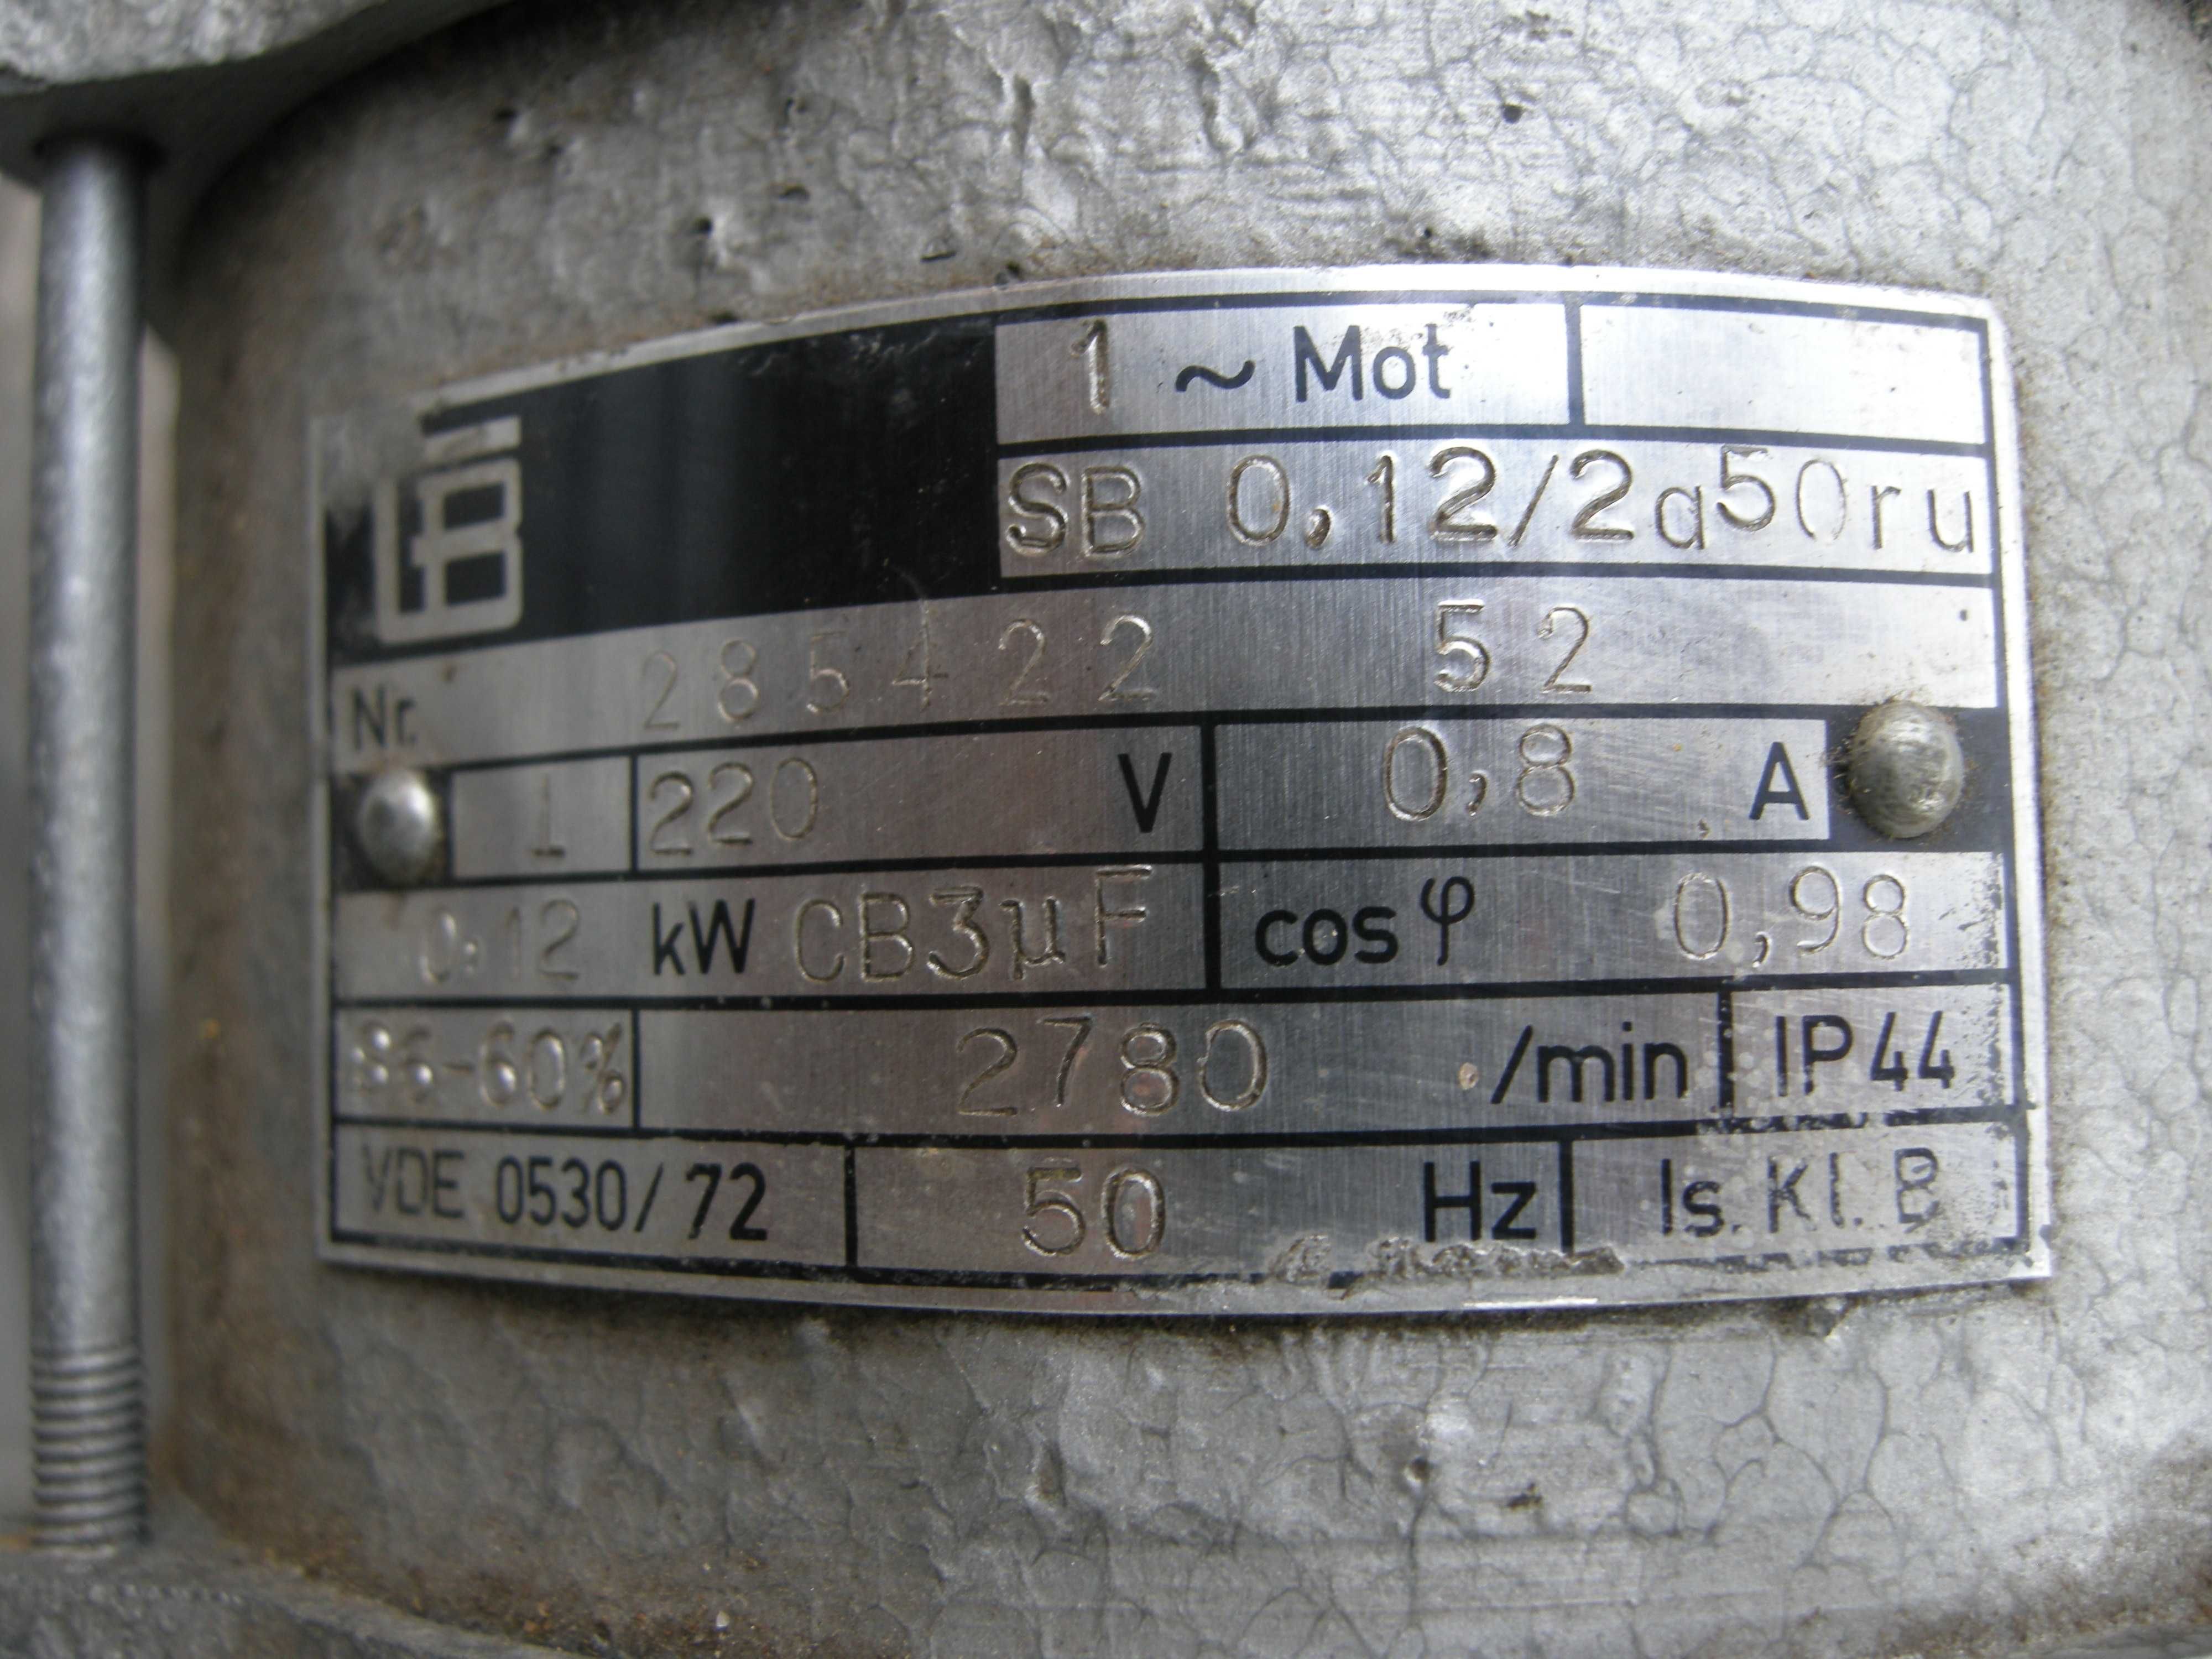 1 ~ Mot
SB 0,12/2a50ru
Nr. 285422 52
1 220 V 0,8 A
0,12 kW CB3µF cos φ 0,98
S6-60% 2780 /min IP44
VDE 0530/72 50 Hz Is.Kl.B